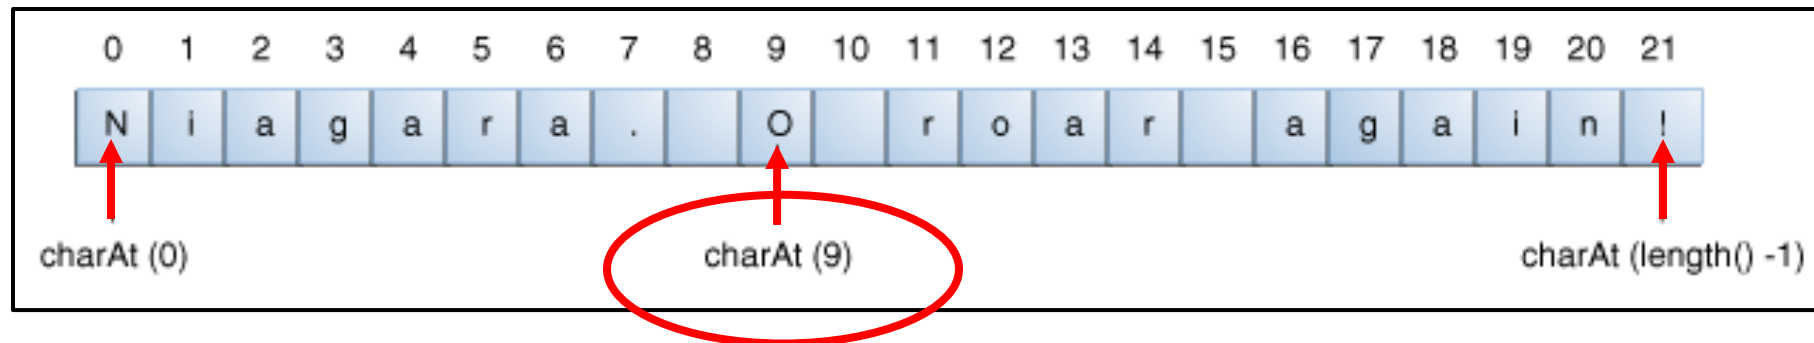 0 1 2 3 4 5 6 7 8 9 10 11 12 13 14 15 16 17 18 19 20 21
N i a g a r a . O r o a r a g a i n !
charAt (0) charAt (9) charAt (length() -1)